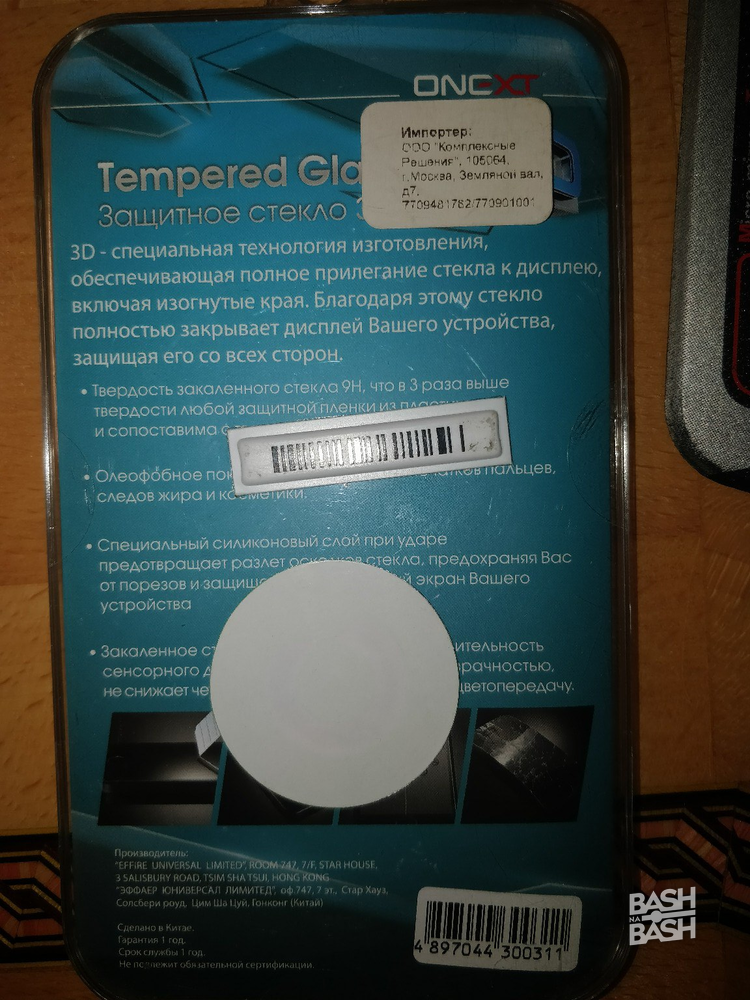 ONEXT
Импортер:
ООО "Комплексные
Решения", 105064,
г.Москва, Земляной вал,
д7,
7709481762/770901001
Tempered Gla
Защитное стекло 3
3D - специальная технология изготовления,
обеспечивающая полное прилегание стекла к дисплею,
включая изогнутые края. Благодаря этому стекло
полностью закрывает дисплей Вашего устройства,
защищая его со всех сторон.
• Твердость закаленного стекла 9H, что в 3 раза выше
твердости любой защитной пленки из
и сопоставима
• Олеофобное пальцев,
следов жира и косметики.
• Специальный силиконовый слой при ударе
предотвращает разлет осколков стекла, предохраняя Вас
от порезов и экран Вашего
устройства
• Закаленное
сенсорного
не снижает цветопередачу.
Производитель:
"EFFIRE UNIVERSAL LIMITED", ROOM 747, 7/F, STAR HOUSE,
3 SALISBURY ROAD, TSIM SHA TSUI, HONG KONG
"ЭФФАЕР ЮНИВЕРСАЛ ЛИМИТЕД", оф.747, 7 эт., Стар Хауз,
Солсбери роуд, Цим Ша Цуй, Гонконг (Китай)
Сделано в Китае.
Гарантия 1 год.
Срок службы 1 год.
Не подлежит обязательной сертификации.
4 897044 300311
BASH
НА
BASH